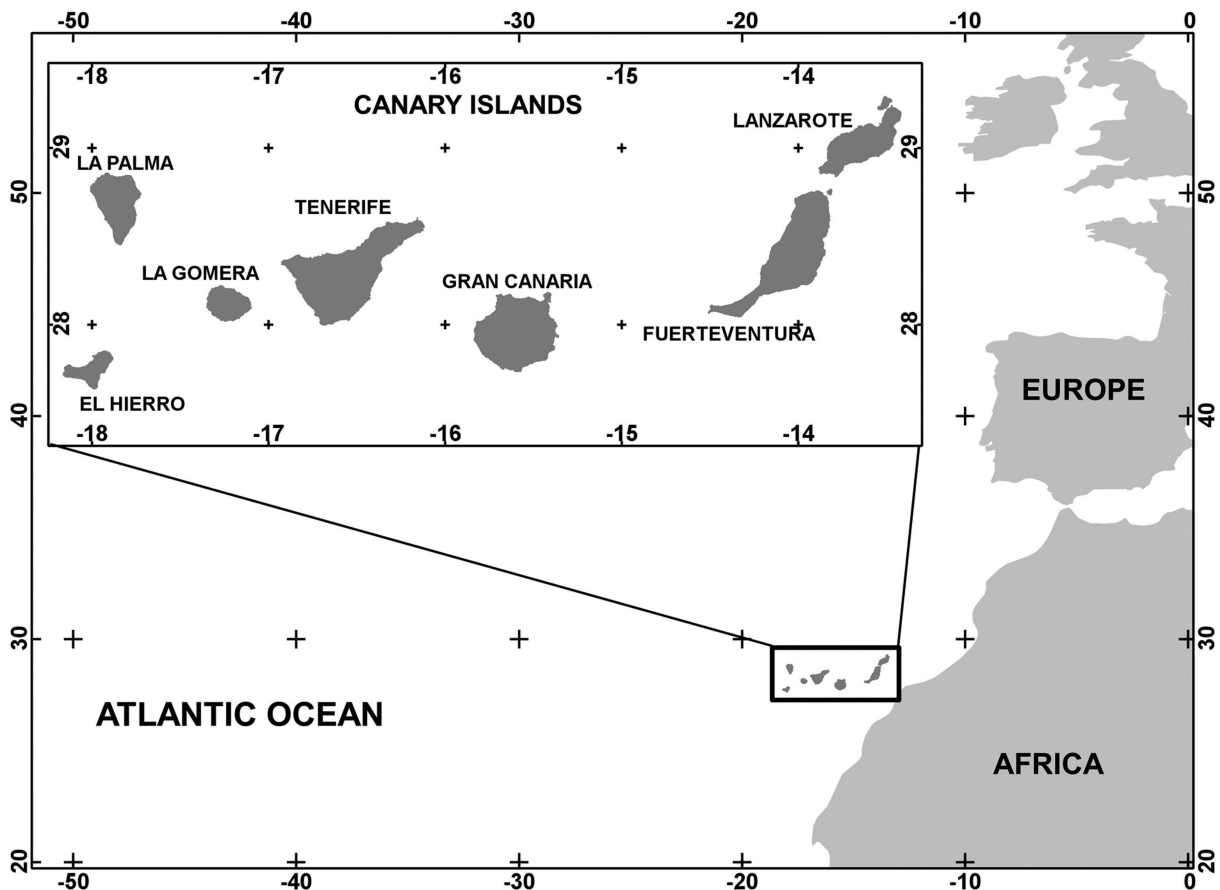 -50 -40 -30 -20 -10 0
-18 -17 -16 -15 -14
CANARY ISLANDS
LANZAROTE
29 29
LA PALMA
50 50
TENERIFE
LA GOMERA
GRAN CANARIA
28 28
FUERTEVENTURA
EUROPE
EL HIERRO
40 40
-18 -17 -16 -15 -14
30 30
ATLANTIC OCEAN
AFRICA
20 20
-50 -40 -30 -20 -10 0